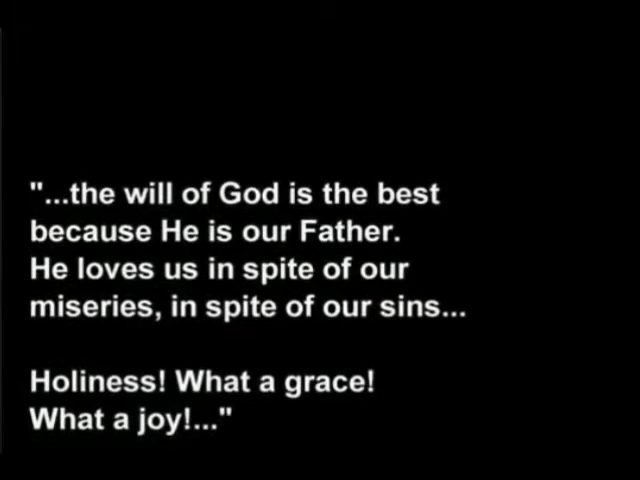 "...the will of God is the best
because He is our Father.
He loves us in spite of our
miseries, in spite of our sins...
Holiness! What a grace!
What a joy!..."